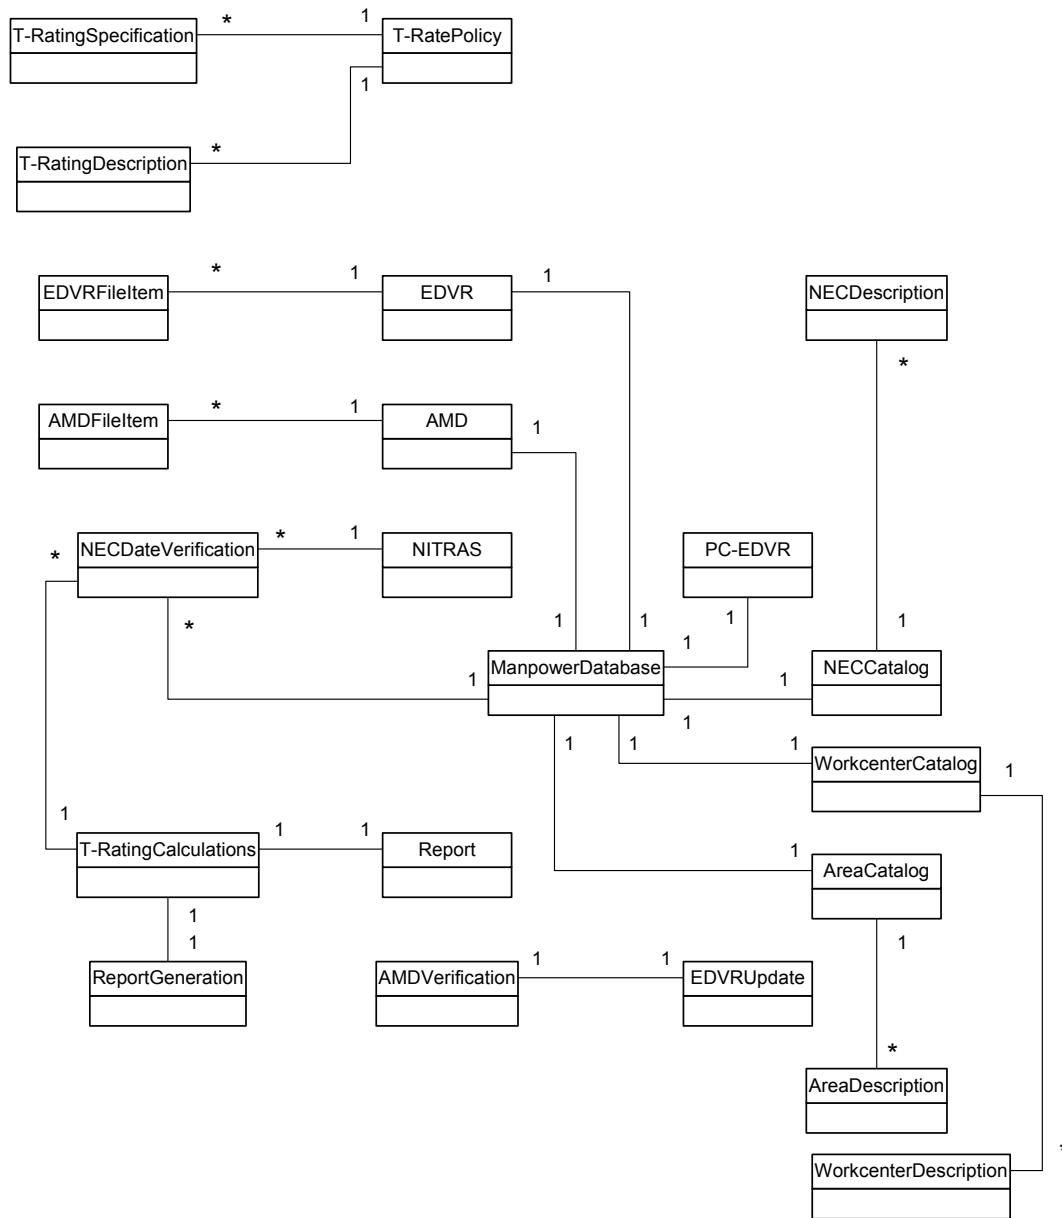 * 1
T-RatingSpecification T-RatePolicy
1
*
T-RatingDescription
* 1 1
EDVRFileItem EDVR NECDescription
*
* 1
AMDFileItem AMD 1
* 1
*
NECDateVerification NITRAS PC-EDVR
* 1 1 1 1
1
ManpowerDatabase NECCatalog
1 1
1
1 1 1
WorkcenterCatalog 1
1 1 1 1
T-RatingCalculations Report AreaCatalog
1
1 1
1 1
AMDVerification EDVRUpdate
ReportGeneration
*
AreaDescription
*
WorkcenterDescription